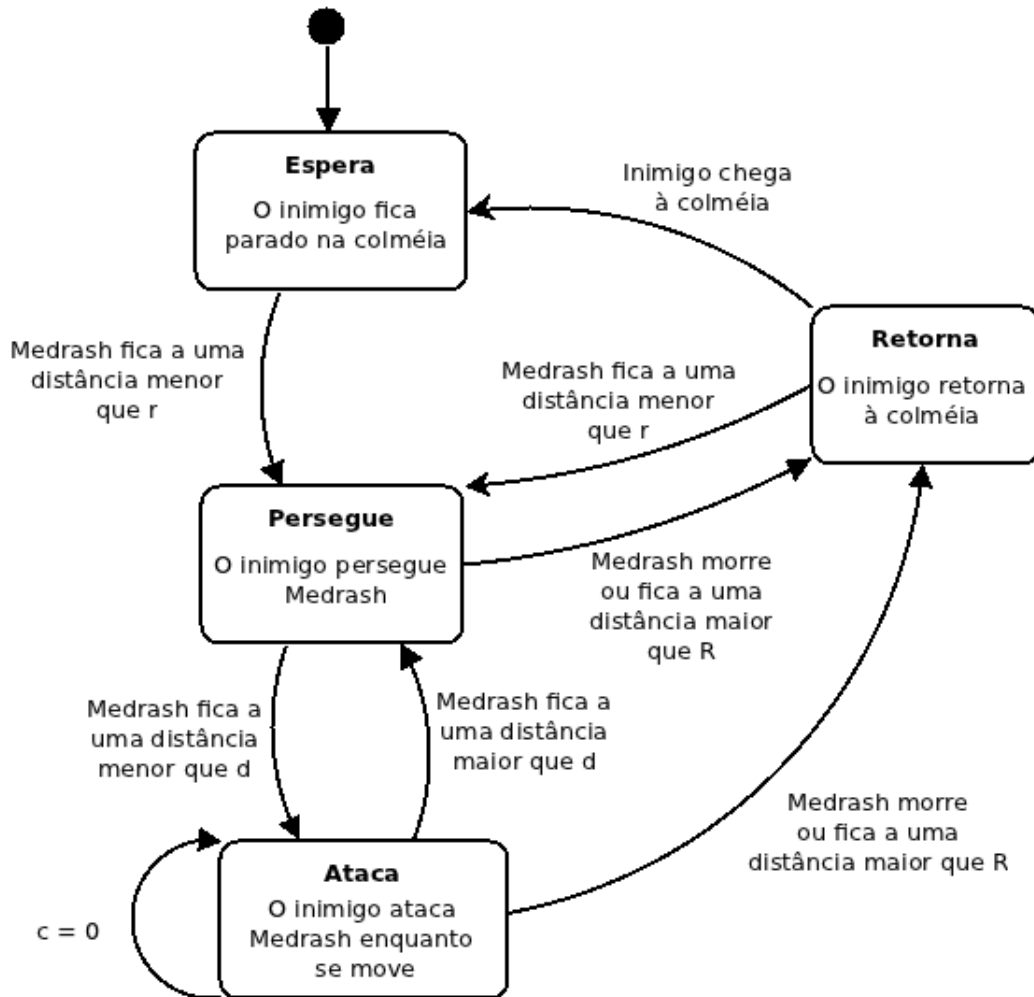 Espera
O inimigo fica
parado na colméia
Inimigo chega
à colméia
Medrash fica a uma
distância menor
que r
Retorna
O inimigo retorna
à colméia
Medrash fica a uma
distância menor
que r
Persegue
O inimigo persegue
Medrash
Medrash morre
ou fica a uma
distância maior
que R
Medrash fica a
uma distância
menor que d
Medrash fica a
uma distância
maior que d
Medrash morre
ou fica a uma
distância maior que R
Ataca
O inimigo ataca
Medrash enquanto
se move
c = 0